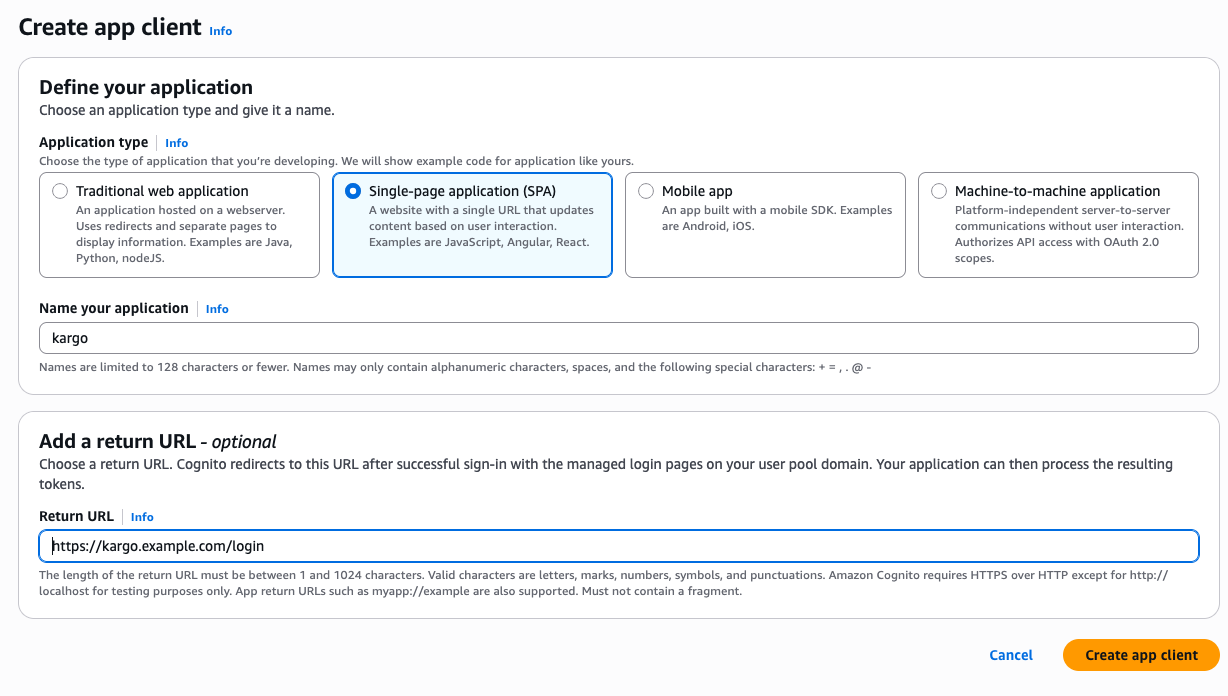 Create app client Info
Define your application
Choose an application type and give it a name.
Application type Info
Choose the type of application that you're developing. We will show example code for application like yours.
Traditional web application
An application hosted on a webserver.
Uses redirects and separate pages to
display information. Examples are Java,
Python, nodeJS.
Single-page application (SPA)
A website with a single URL that updates
content based on user interaction.
Examples are JavaScript, Angular, React.
Mobile app
An app built with a mobile SDK. Examples
are Android, iOS.
Machine-to-machine application
Platform-independent server-to-server
communications without user interaction.
Authorizes API access with OAuth 2.0
scopes.
Name your application Info
kargo
Names are limited to 128 characters or fewer. Names may only contain alphanumeric characters, spaces, and the following special characters: + = , . @ -
Add a return URL - optional
Choose a return URL. Cognito redirects to this URL after successful sign-in with the managed login pages on your user pool domain. Your application can then process the resulting
tokens.
Return URL Info
https://kargo.example.com/login
The length of the return URL must be between 1 and 1024 characters. Valid characters are letters, marks, numbers, symbols, and punctuations. Amazon Cognito requires HTTPS over HTTP except for http://
localhost for testing purposes only. App return URLs such as myapp://example are also supported. Must not contain a fragment.
Cancel
Create app client